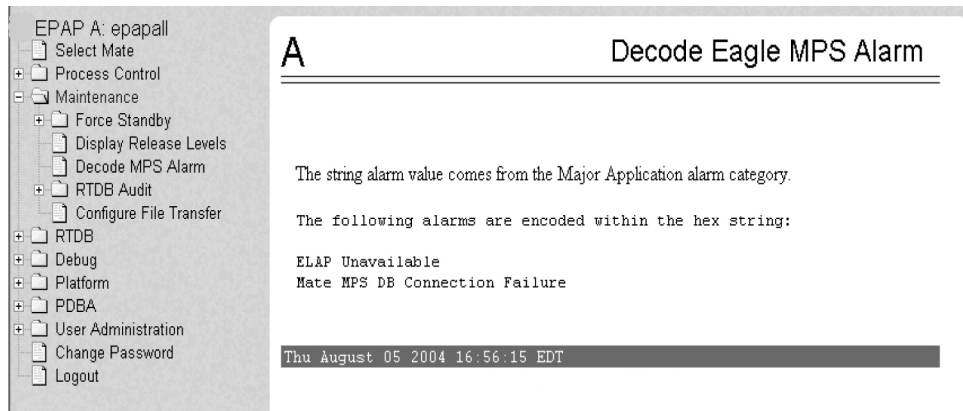 EPAP A: epapall
Select Mate
Process Control
Maintenance
Force Standby
Display Release Levels
Decode MPS Alarm
RTDB Audit
Configure File Transfer
RTDB
Debug
Platform
PDBA
User Administration
Change Password
Logout
A
Decode Eagle MPS Alarm
The string alarm value comes from the Major Application alarm category.
The following alarms are encoded within the hex string:
ELAP Unavailable
Mate MPS DB Connection Failure
Thu August 05 2004 16:56:15 EDT